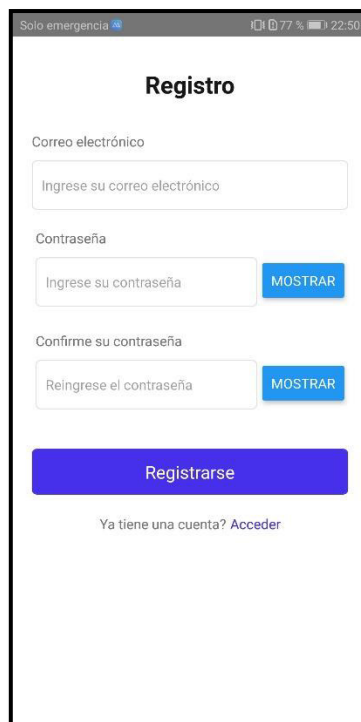 Solo emergencia 77 % 22:50
Registro
Correo electrónico
Ingrese su correo electrónico
Contraseña
Ingrese su contraseña MOSTRAR
Confirme su contraseña
Reingrese el contraseña MOSTRAR
Registrarse
Ya tiene una cuenta? Acceder